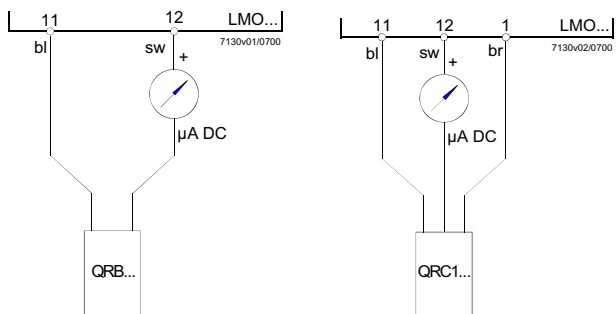 11 12 LMO...
7130v01/0700
bl sw +
µA DC
QRB...
11 12 1 LMO...
7130v02/0700
bl sw + br
µA DC
QRC1...